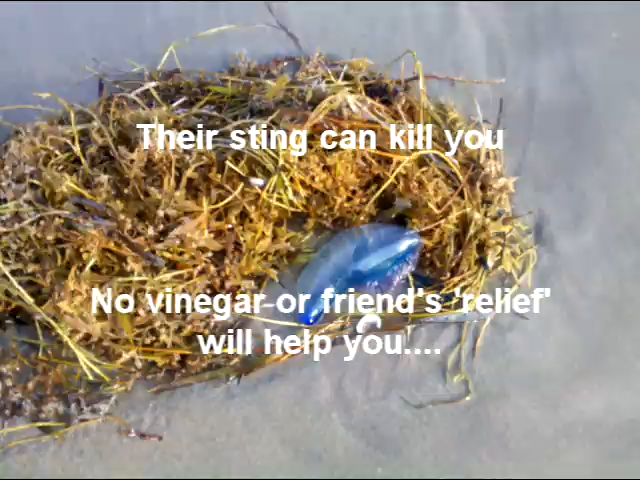 Their sting can kill you
No vinegar or friend's 'relief'
will help you....